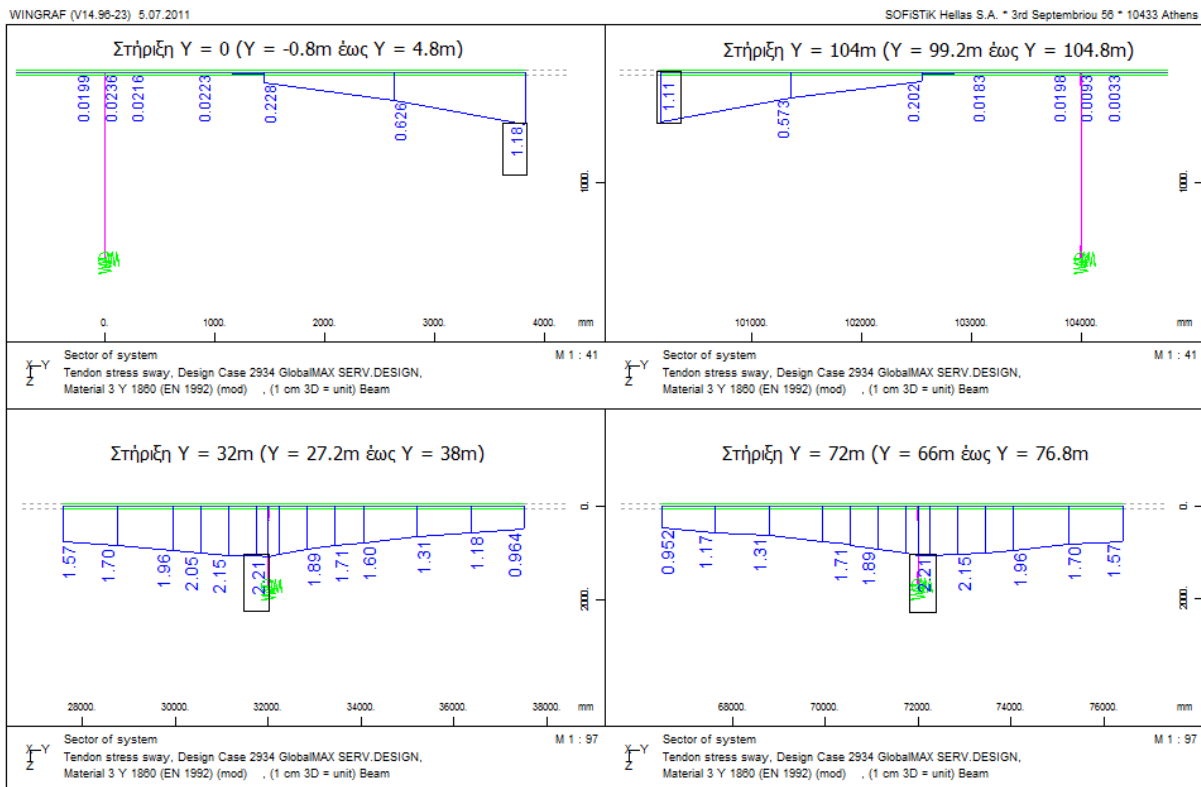 WINGRAF (V14.96-23) 5.07.2011
SOFiSTiK Hellas S.A. * 3rd Septembriou 56 * 10433 Athens
Στήριξη Y = 0 (Y = -0.8m έως Y = 4.8m)
0.0199
0.0236
0.0216
0.0223
0.228
0.626
1.18
1000.
0.
1000.
2000.
3000.
4000.
mm
X Y Z
Sector of system
M 1 : 41
Tendon stress sway, Design Case 2934 GlobalMAX SERV.DESIGN,
Material 3 Y 1860 (EN 1992) (mod) , (1 cm 3D = unit) Beam
Στήριξη Y = 104m (Y = 99.2m έως Y = 104.8m)
1.11
0.573
0.202
0.0183
0.0198
0.0093
0.0033
1000.
101000.
102000.
103000.
104000.
mm
X Y Z
Sector of system
M 1 : 41
Tendon stress sway, Design Case 2934 GlobalMAX SERV.DESIGN,
Material 3 Y 1860 (EN 1992) (mod) , (1 cm 3D = unit) Beam
Στήριξη Y = 32m (Y = 27.2m έως Y = 38m)
0.
1.57
1.70
1.96
2.05
2.15
2.21
1.89
1.71
1.60
1.31
1.18
0.964
2000.
28000.
30000.
32000.
34000.
36000.
38000.
mm
X Y Z
Sector of system
M 1 : 97
Tendon stress sway, Design Case 2934 GlobalMAX SERV.DESIGN,
Material 3 Y 1860 (EN 1992) (mod) , (1 cm 3D = unit) Beam
Στήριξη Y = 72m (Y = 66m έως Y = 76.8m
0.
0.952
1.17
1.31
1.71
1.89
2.21
2.15
1.96
1.70
1.57
2000.
68000.
70000.
72000.
74000.
76000.
mm
X Y Z
Sector of system
M 1 : 97
Tendon stress sway, Design Case 2934 GlobalMAX SERV.DESIGN,
Material 3 Y 1860 (EN 1992) (mod) , (1 cm 3D = unit) Beam